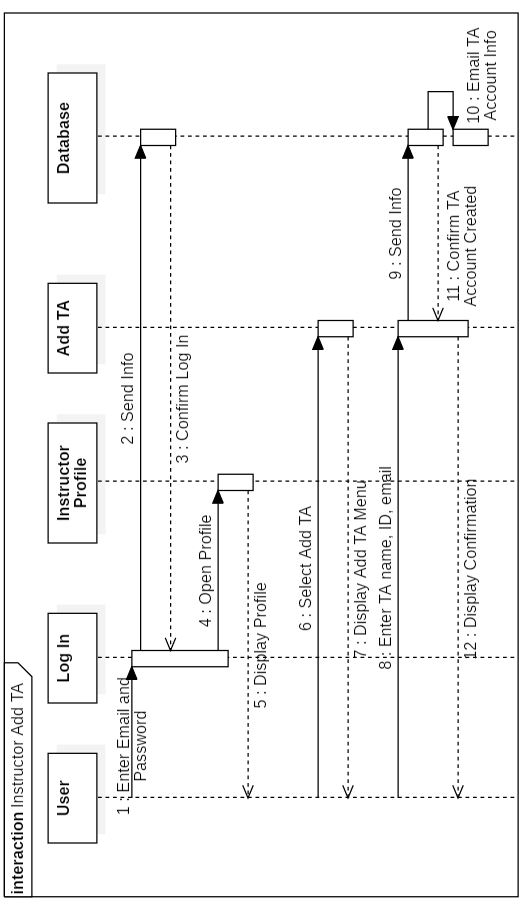 interaction Instructor Add TA
User
Log In
Instructor
Profile
Add TA
Database
1 : Enter Email and
Password
2 : Send Info
3 : Confirm Log In
4 : Open Profile
5 : Display Profile
6 : Select Add TA
7 : Display Add TA Menu
8 : Enter TA name, ID, email
9 : Send Info
10 : Email TA
Account Info
11 : Confirm TA
Account Created
12 : Display Confirmation